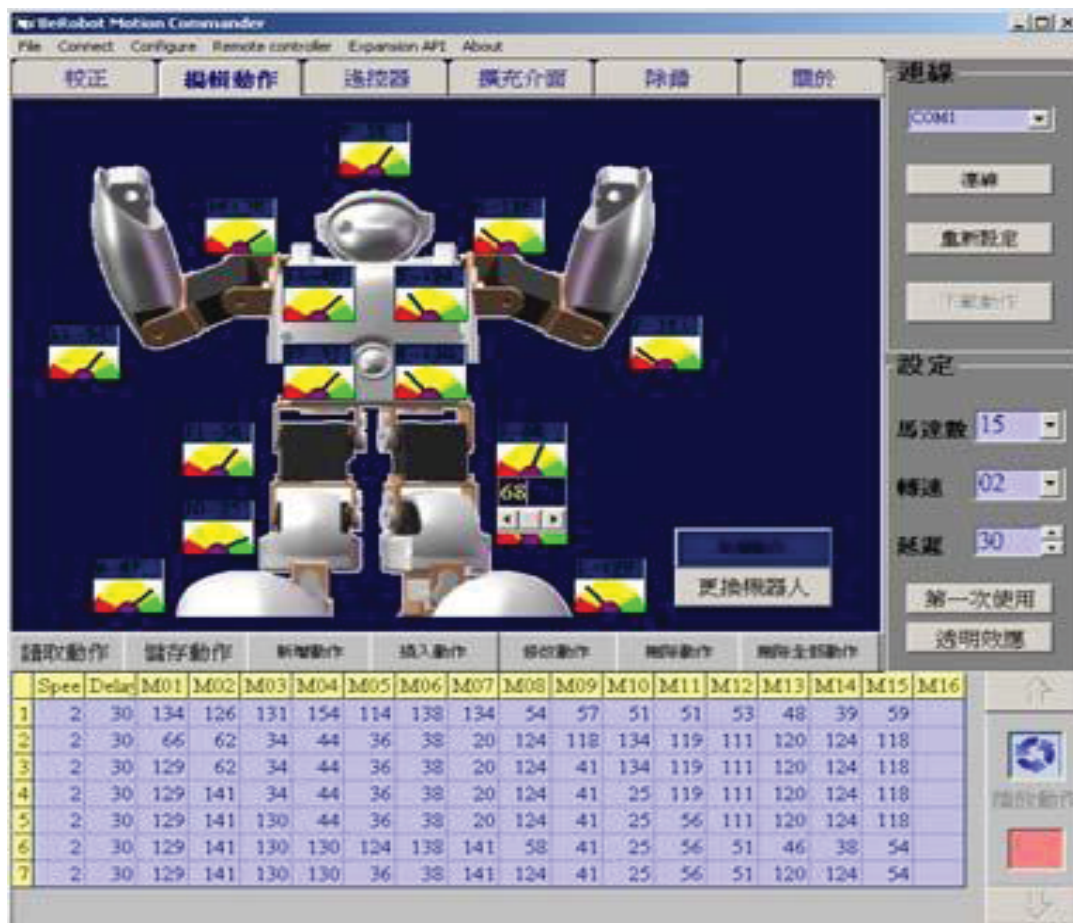 BeRobot Motion Commander
File Connect Configure Remote controller Expansion API About
校正 編輯動作 遙控器 擴充介面 除錯 關於
連線
COM1
連線
重新設定
下載動作
設定
馬達數 15
轉速 02
68
延遲 30
更換機器人
第一次使用
透明效應
讀取動作 儲存動作 新增動作 插入動作 修改動作 刪除動作 刪除全部動作
Spee Delay M01 M02 M03 M04 M05 M06 M07 M08 M09 M10 M11 M12 M13 M14 M15 M16
1 2 30 134 126 131 154 114 138 134 54 57 51 51 53 48 39 59
2 2 30 66 62 34 44 36 38 20 124 118 134 119 111 120 124 118
3 2 30 129 62 34 44 36 38 20 124 41 134 119 111 120 124 118
4 2 30 129 141 34 44 36 38 20 124 41 25 119 111 120 124 118
5 2 30 129 141 130 44 36 38 20 124 41 25 56 111 120 124 118
6 2 30 129 141 130 130 124 138 141 58 41 25 56 51 46 38 54
7 2 30 129 141 130 130 36 38 141 124 41 25 56 51 120 124 54
播放動作